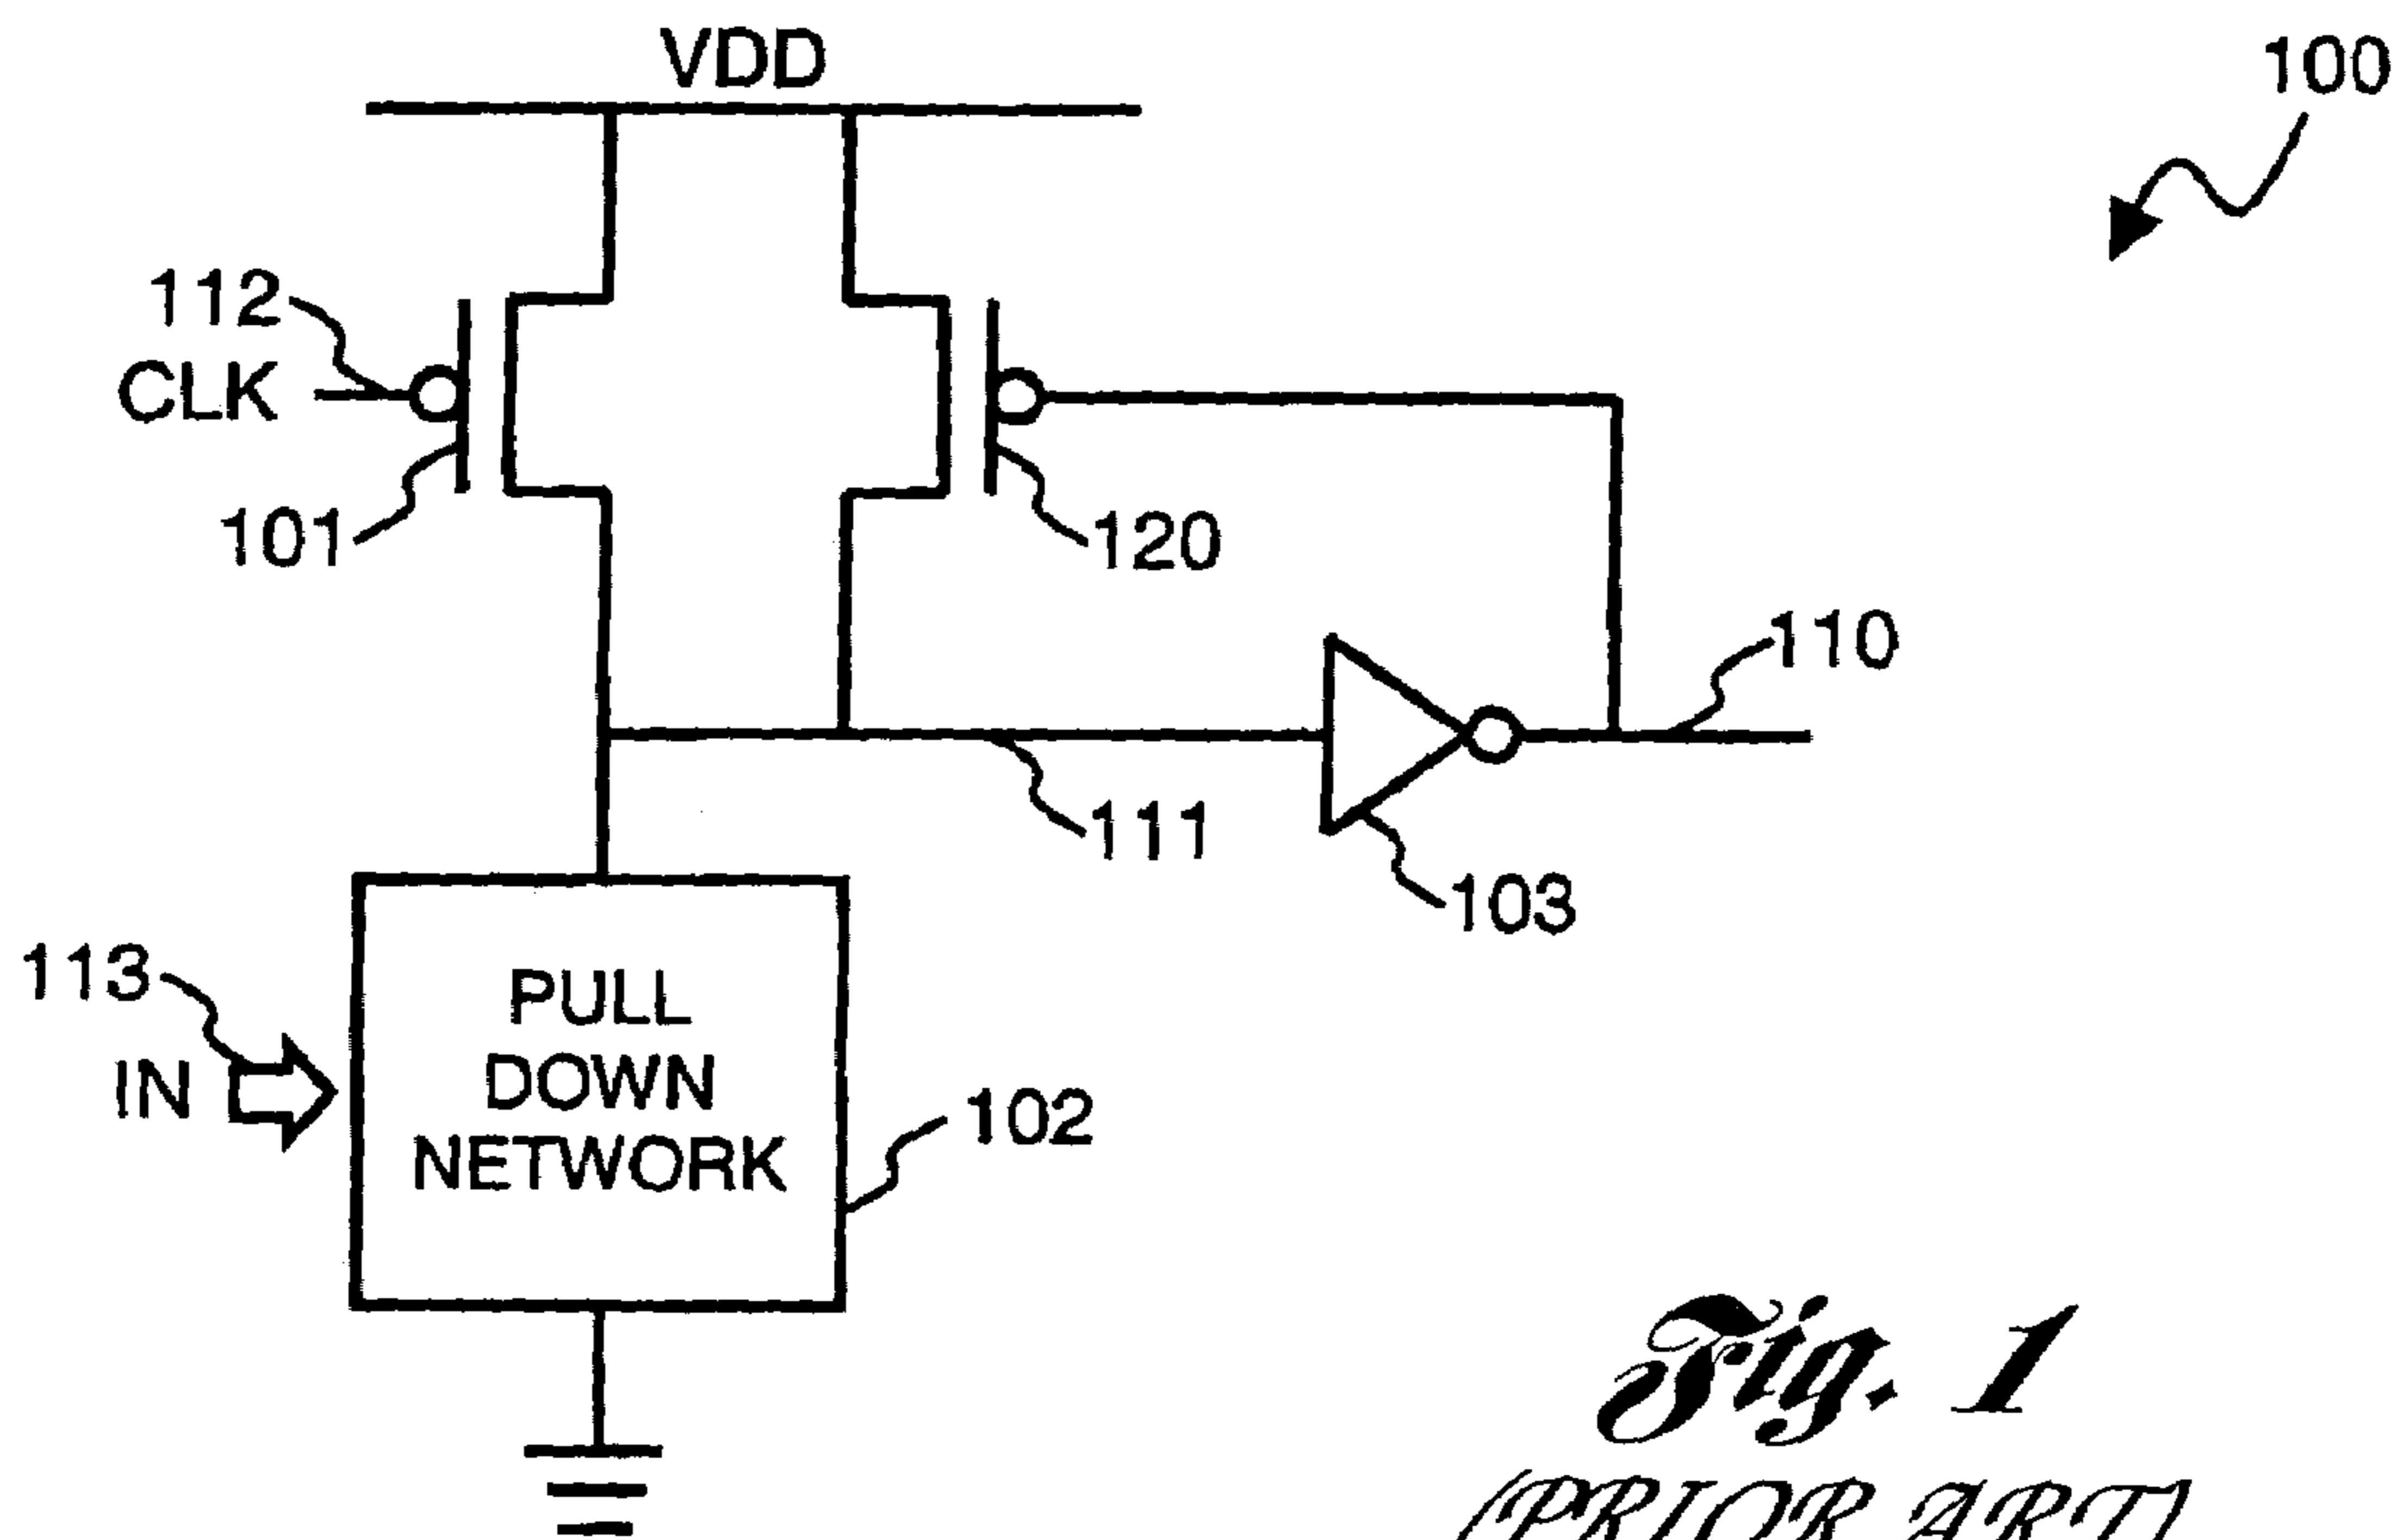 VDD
100
112
CLK
101
120
110
111
103
113
IN
PULL
DOWN
NETWORK
102
Fig. 1
(PRIOR ART)